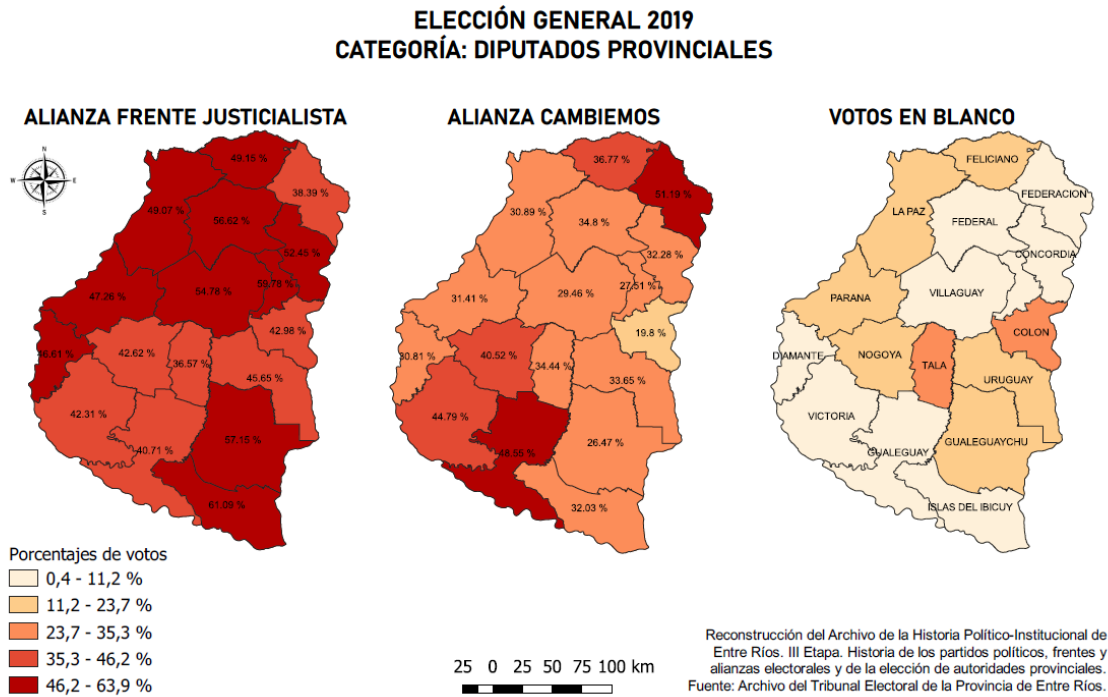 ELECCIÓN GENERAL 2019
CATEGORÍA: DIPUTADOS PROVINCIALES
ALIANZA FRENTE JUSTICIALISTA
N
W
E
S
49.15 %
38.39 %
49.07 %
56.62 %
52.45 %
47.26 %
54.78 %
42.98 %
46.61 %
42.62 %
36.57 %
45.65 %
42.31 %
40.71 %
57.15 %
61.09 %
ALIANZA CAMBIEMOS
36.77 %
51.19 %
30.89 %
34.8 %
32.28 %
31.41 %
29.46 %
27.51 %
19.8 %
30.81 %
40.52 %
34.44 %
33.65 %
44.79 %
48.55 %
26.47 %
32.03 %
VOTOS EN BLANCO
FELICIANO
FEDERACION
LA PAZ
FEDERAL
CONCORDIA
PARANA
VILLAGUAY
COLON
DIAMANTE
NOGOYA
TALA
URUGUAY
VICTORIA
GUALEGUAYCHU
GUALEGUAY
ISLAS DEL IBICUY
Porcentajes de votos
0,4 - 11,2 %
11,2 - 23,7 %
23,7 - 35,3 %
35,3 - 46,2 %
46,2 - 63,9 %
25 0 25 50 75 100 km
Reconstrucción del Archivo de la Historia Político-Institucional de
Entre Ríos. III Etapa. Historia de los partidos políticos, frentes y
alianzas electorales y de la elección de autoridades provinciales.
Fuente: Archivo del Tribunal Electoral de la Provincia de Entre Ríos.